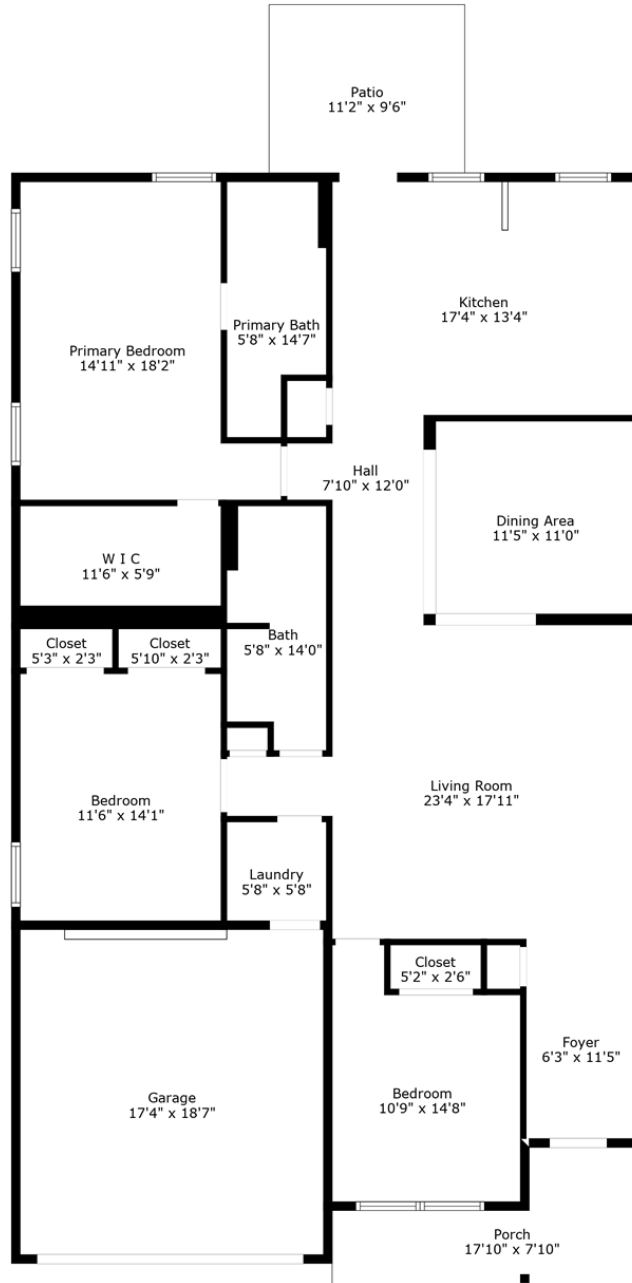 Patio
11'2" x 9'6"
Kitchen
17'4" x 13'4"
Primary Bath
5'8" x 14'7"
Primary Bedroom
14'11" x 18'2"
Hall
7'10" x 12'0"
Dining Area
11'5" x 11'0"
W I C
11'6" x 5'9"
Closet
5'3" x 2'3"
Closet
5'10" x 2'3"
Bath
5'8" x 14'0"
Living Room
23'4" x 17'11"
Bedroom
11'6" x 14'1"
Laundry
5'8" x 5'8"
Closet
5'2" x 2'6"
Foyer
6'3" x 11'5"
Bedroom
10'9" x 14'8"
Garage
17'4" x 18'7"
Porch
17'10" x 7'10"